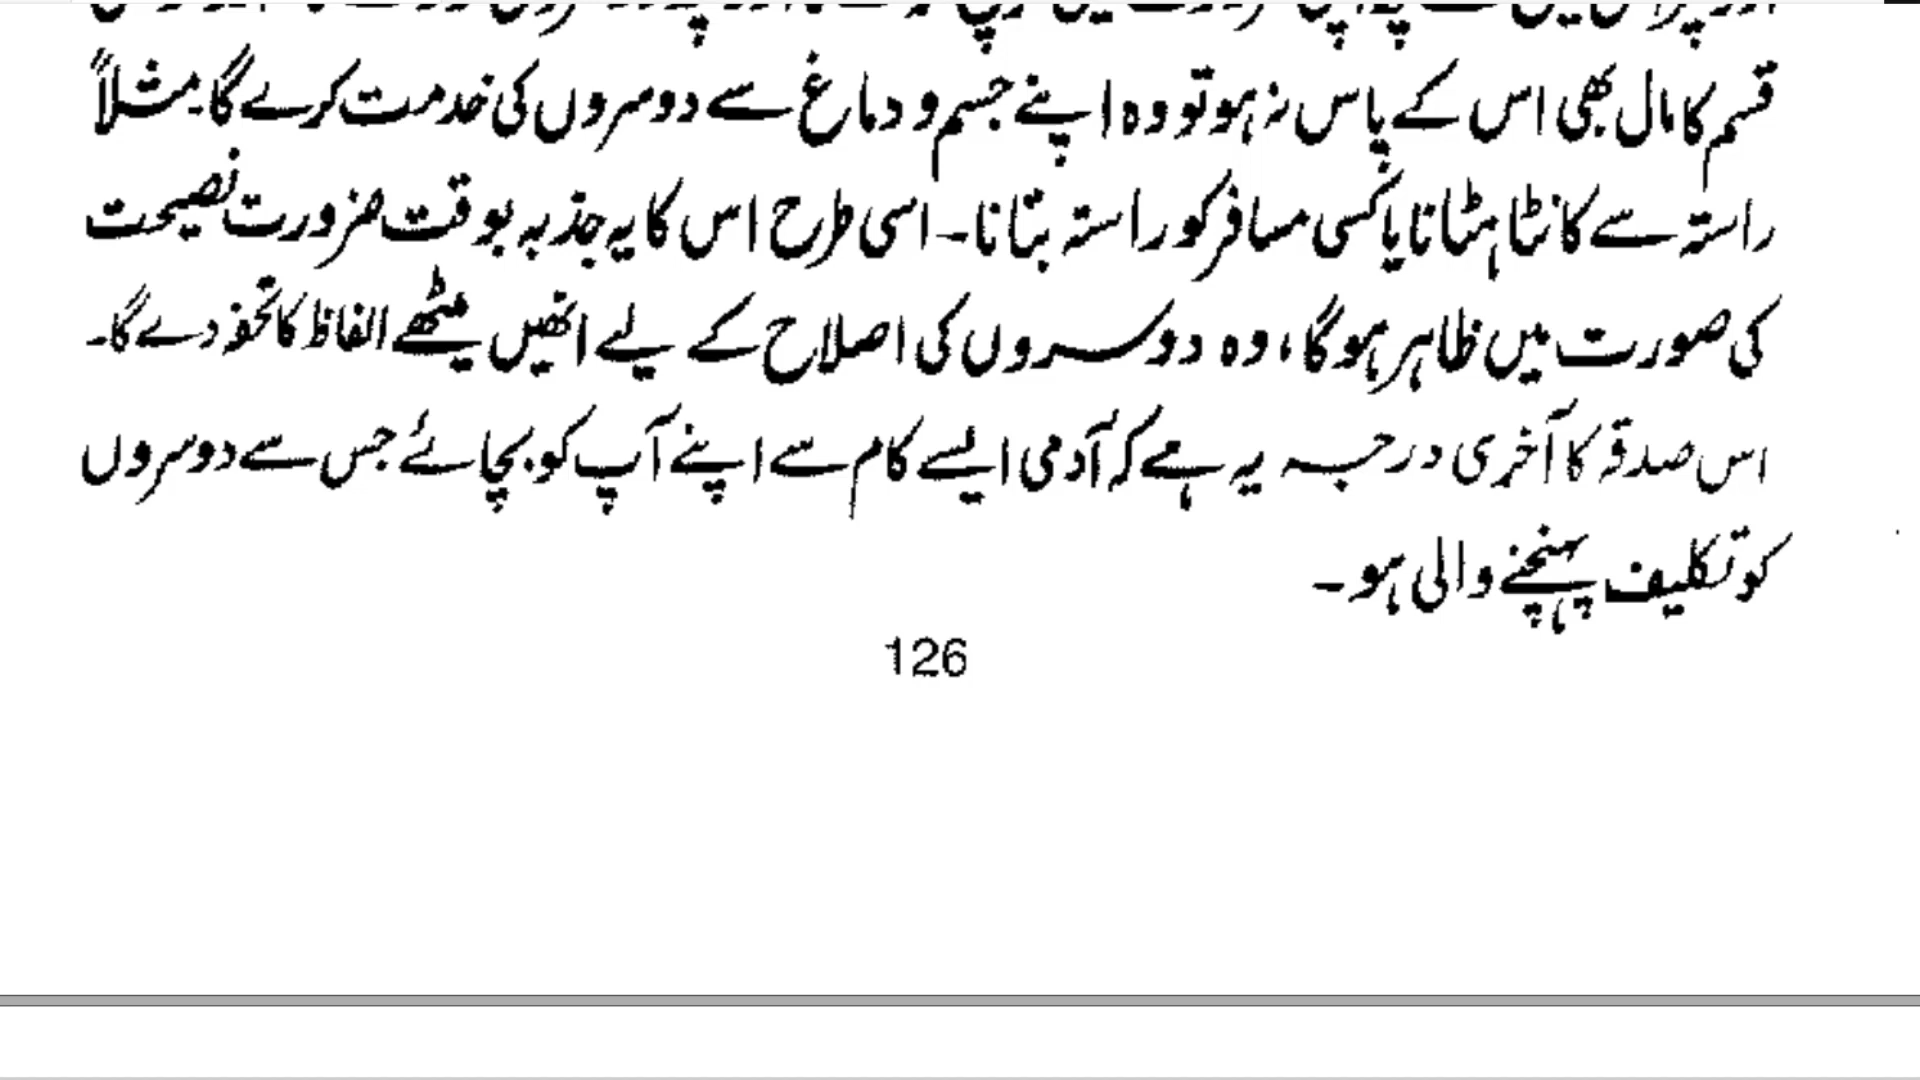 قسم کا مال بھی اس کے پاس نہ ہو تو وہ اپنے جسم و دماغ سے دوسروں کی خدمت کرے گا۔ مثلاً
راستہ سے کانٹا ہٹانا یا کسی مسافر کو راستہ بتانا۔ اسی طرح اس کا یہ جذبہ بوقت ضرورت نصیحت
کی صورت میں ظاہر ہوگا، وہ دوسروں کی اصلاح کے لیے انھیں میٹھے الفاظ کا تحفہ دے گا۔
اس صدقہ کا آخری درجہ یہ ہے کہ آدمی ایسے کام سے اپنے آپ کو بچائے جس سے دوسروں
کو تکلیف پہنچنے والی ہو۔
126